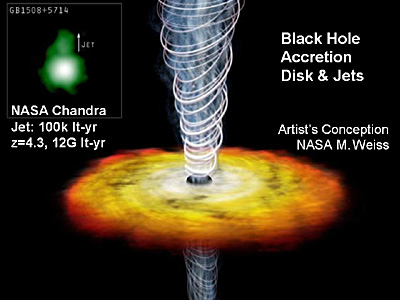 GB1508+5714
JET
NASA Chandra
Jet: 100k lt-yr
z=4.3, 12G lt-yr
Black Hole
Accretion
Disk & Jets
Artist's Conception
NASA M.Weiss